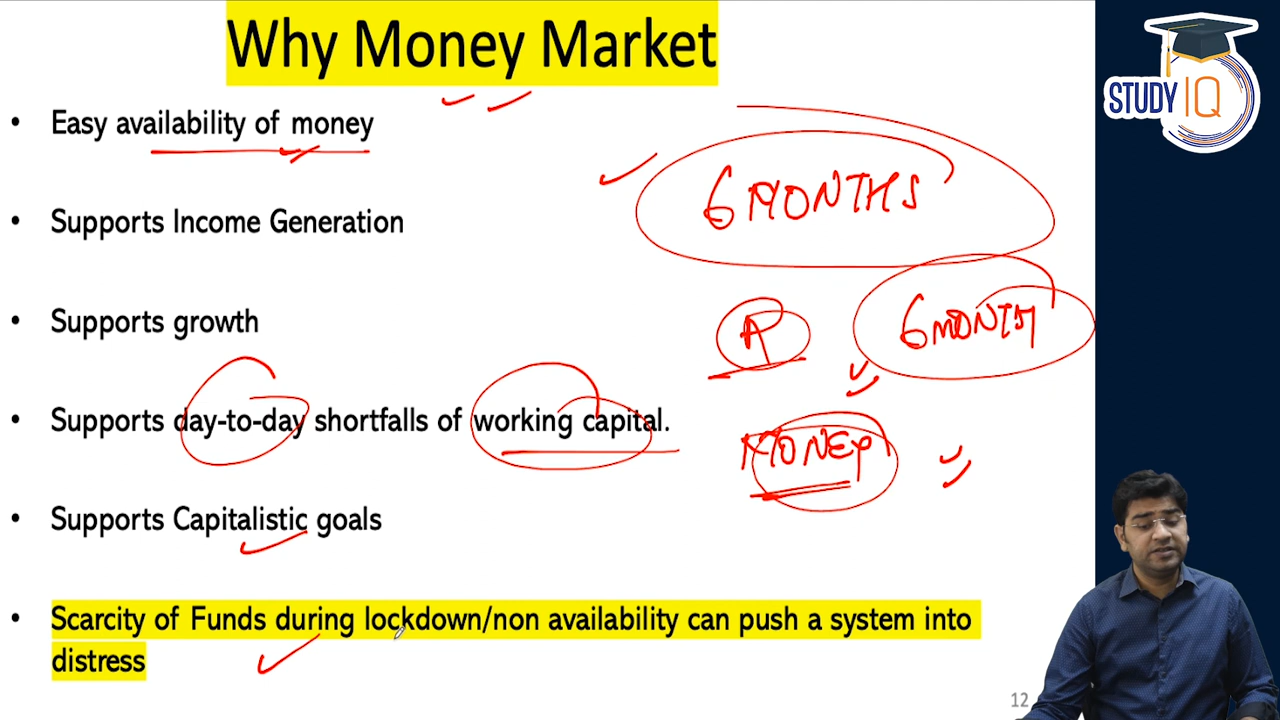 Why Money Market
STUDY IQ
• Easy availability of money
6 MONTHS
• Supports Income Generation
• Supports growth
A
6 MONTH
• Supports day-to-day shortfalls of working capital.
MONEY
• Supports Capitalistic goals
• Scarcity of Funds during lockdown/non availability can push a system into
distress
12